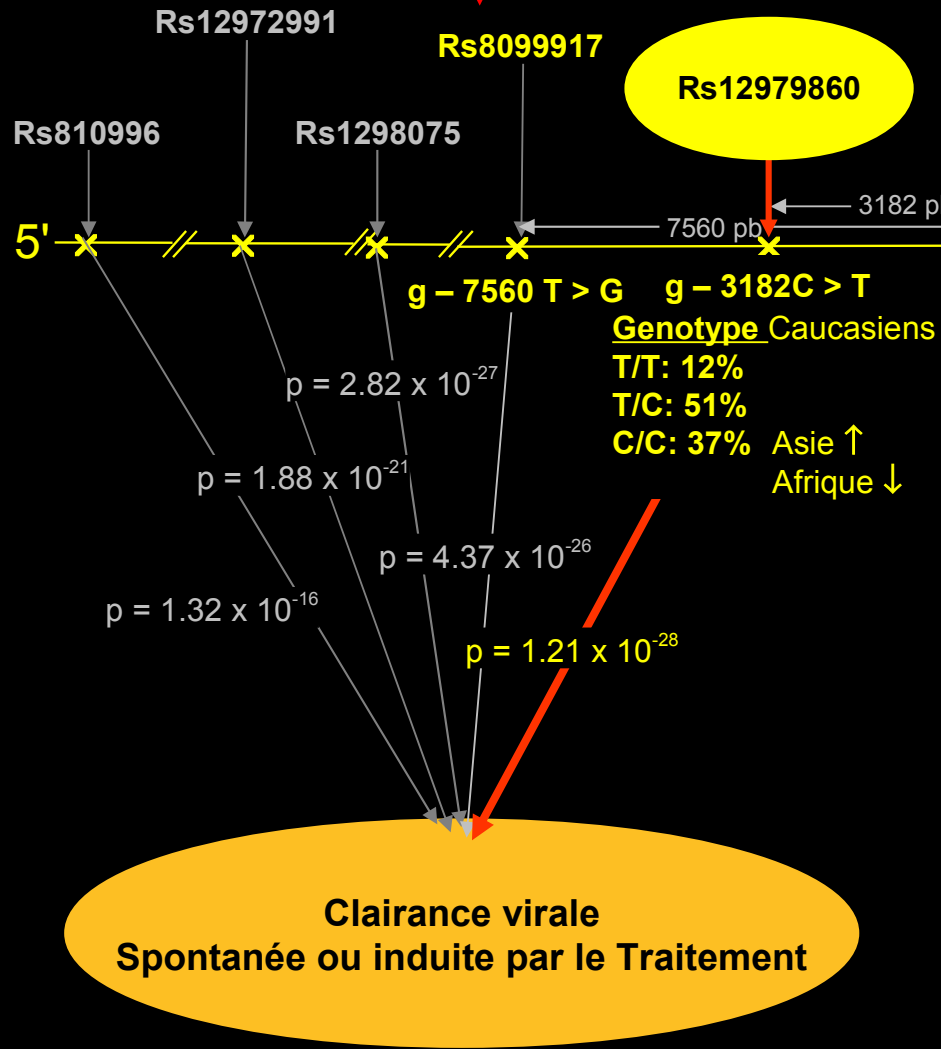 Rs12972991
Rs8099917
Rs12979860
Rs810996
Rs1298075
3182 p
7560 pb
5'
g – 7560 T > G
g – 3182C > T
Genotype Caucasiens
T/T: 12%
T/C: 51%
C/C: 37% Asie ↑
Afrique ↓
p = 2.82 x 10⁻²⁷
p = 1.88 x 10⁻²¹
p = 4.37 x 10⁻²⁶
p = 1.32 x 10⁻¹⁶
p = 1.21 x 10⁻²⁸
Clairance virale
Spontanée ou induite par le Traitement